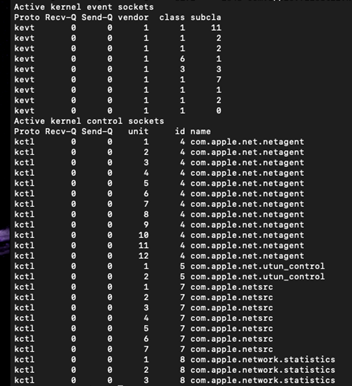 Active kernel event sockets
Proto Recv-Q Send-Q vendor  class subcla
kevt       0      0      1      1     11
kevt       0      0      1      1      2
kevt       0      0      1      1      2
kevt       0      0      1      6      1
kevt       0      0      1      3      3
kevt       0      0      1      1      7
kevt       0      0      1      1      1
kevt       0      0      1      1      2
kevt       0      0      1      1      0
Active kernel control sockets
Proto Recv-Q Send-Q   unit     id name
kctl       0      0      1      4 com.apple.net.netagent
kctl       0      0      2      4 com.apple.net.netagent
kctl       0      0      3      4 com.apple.net.netagent
kctl       0      0      4      4 com.apple.net.netagent
kctl       0      0      5      4 com.apple.net.netagent
kctl       0      0      6      4 com.apple.net.netagent
kctl       0      0      7      4 com.apple.net.netagent
kctl       0      0      8      4 com.apple.net.netagent
kctl       0      0      9      4 com.apple.net.netagent
kctl       0      0     10      4 com.apple.net.netagent
kctl       0      0     11      4 com.apple.net.netagent
kctl       0      0     12      4 com.apple.net.netagent
kctl       0      0      1      5 com.apple.net.utun_control
kctl       0      0      2      5 com.apple.net.utun_control
kctl       0      0      1      7 com.apple.netsrc
kctl       0      0      2      7 com.apple.netsrc
kctl       0      0      3      7 com.apple.netsrc
kctl       0      0      4      7 com.apple.netsrc
kctl       0      0      5      7 com.apple.netsrc
kctl       0      0      6      7 com.apple.netsrc
kctl       0      0      7      7 com.apple.netsrc
kctl       0      0      1      8 com.apple.network.statistics
kctl       0      0      2      8 com.apple.network.statistics
kctl       0      0      3      8 com.apple.network.statistics